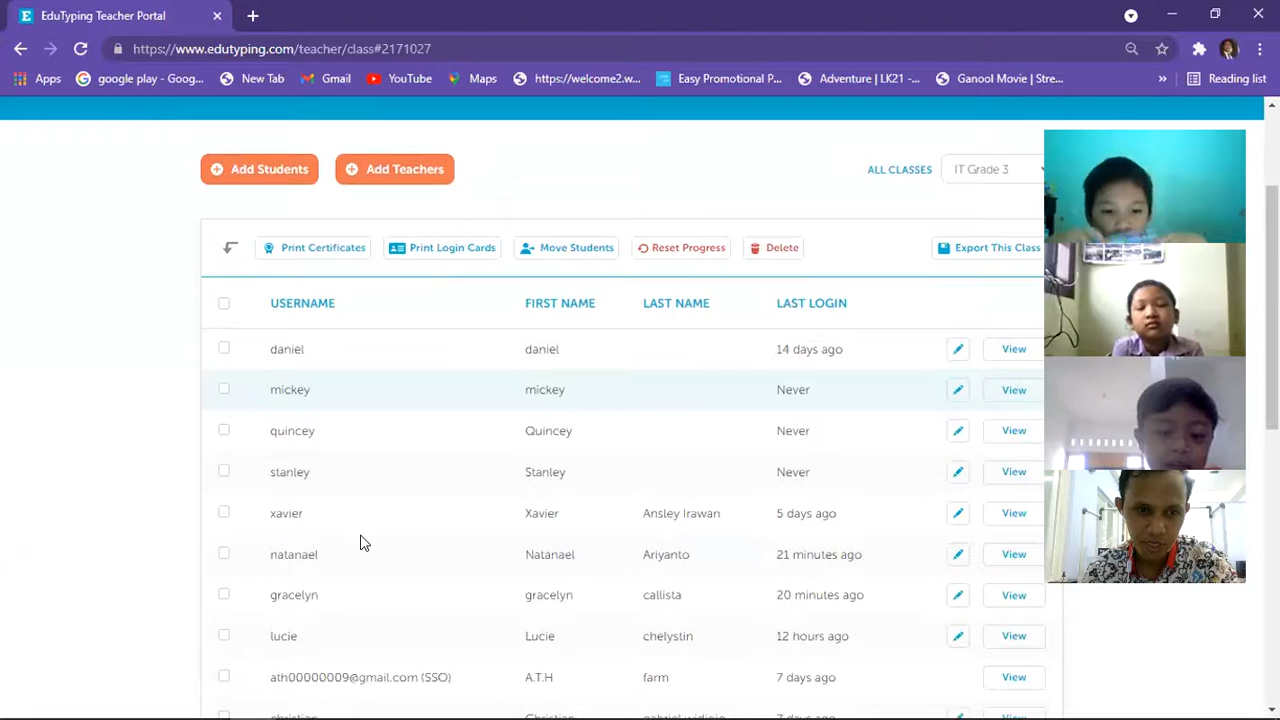 EduTyping Teacher Portal
https://www.edutyping.com/teacher/class#2171027
Apps google play - Goog... New Tab Gmail YouTube Maps https://welcome2.w... Easy Promotional P... Adventure | LK21 -... Ganool Movie | Stre... » Reading list
Add Students Add Teachers ALL CLASSES IT Grade 3
Print Certificates Print Login Cards Move Students Reset Progress Delete Export This Class
USERNAME FIRST NAME LAST NAME LAST LOGIN
daniel daniel 14 days ago View
mickey mickey Never View
quincey Quincey Never View
stanley Stanley Never View
xavier Xavier Ansley Irawan 5 days ago View
natanael Natanael Ariyanto 21 minutes ago View
gracelyn gracelyn callista 20 minutes ago View
lucie Lucie chelystin 12 hours ago View
ath00000009@gmail.com (SSO) A.T.H farm 7 days ago View